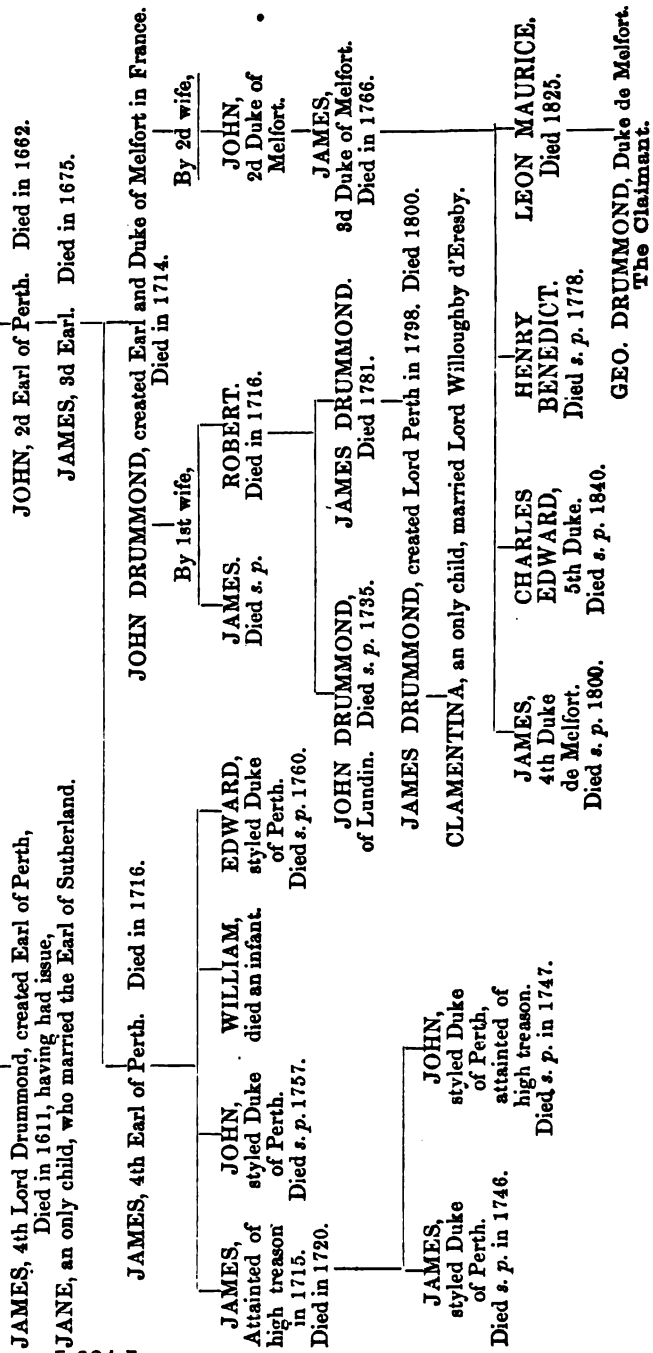 JAMES, 4th Lord Drummond, created Earl of Perth,
Died in 1611, having had issue,
JANE, an only child, who married the Earl of Sutherland.
JOHN, 2d Earl of Perth. Died in 1662.
JAMES, 3d Earl. Died in 1675.
JAMES, 4th Earl of Perth. Died in 1716.
JOHN DRUMMOND, created Earl and Duke of Melfort in France.
Died in 1714.
By 1st wife,
By 2d wife,
JAMES,
Attainted of
high treason
in 1715.
Died in 1720.
JOHN,
styled Duke
of Perth.
Died s. p. 1757.
WILLIAM,
died an infant.
EDWARD,
styled Duke
of Perth.
Died s. p. 1760.
JAMES.
Died s. p.
ROBERT.
Died in 1716.
JOHN,
2d Duke of
Melfort.
JOHN DRUMMOND,
of Lundin. Died s. p. 1735.
JAMES DRUMMOND.
Died 1781.
JAMES,
3d Duke of Melfort.
Died in 1766.
JAMES DRUMMOND, created Lord Perth in 1798. Died 1800.
CLAMENTINA, an only child, married Lord Willoughby d'Eresby.
JAMES,
styled Duke
of Perth.
Died s. p. in 1746.
JOHN,
styled Duke
of Perth,
attainted of
high treason.
Died s. p. in 1747.
JAMES,
4th Duke
de Melfort.
Died s. p. 1800.
CHARLES
EDWARD,
5th Duke.
Died s. p. 1840.
HENRY
BENEDICT.
Died s. p. 1778.
LEON MAURICE,
Died 1825.
GEO. DRUMMOND, Duke de Melfort.
The Claimant.